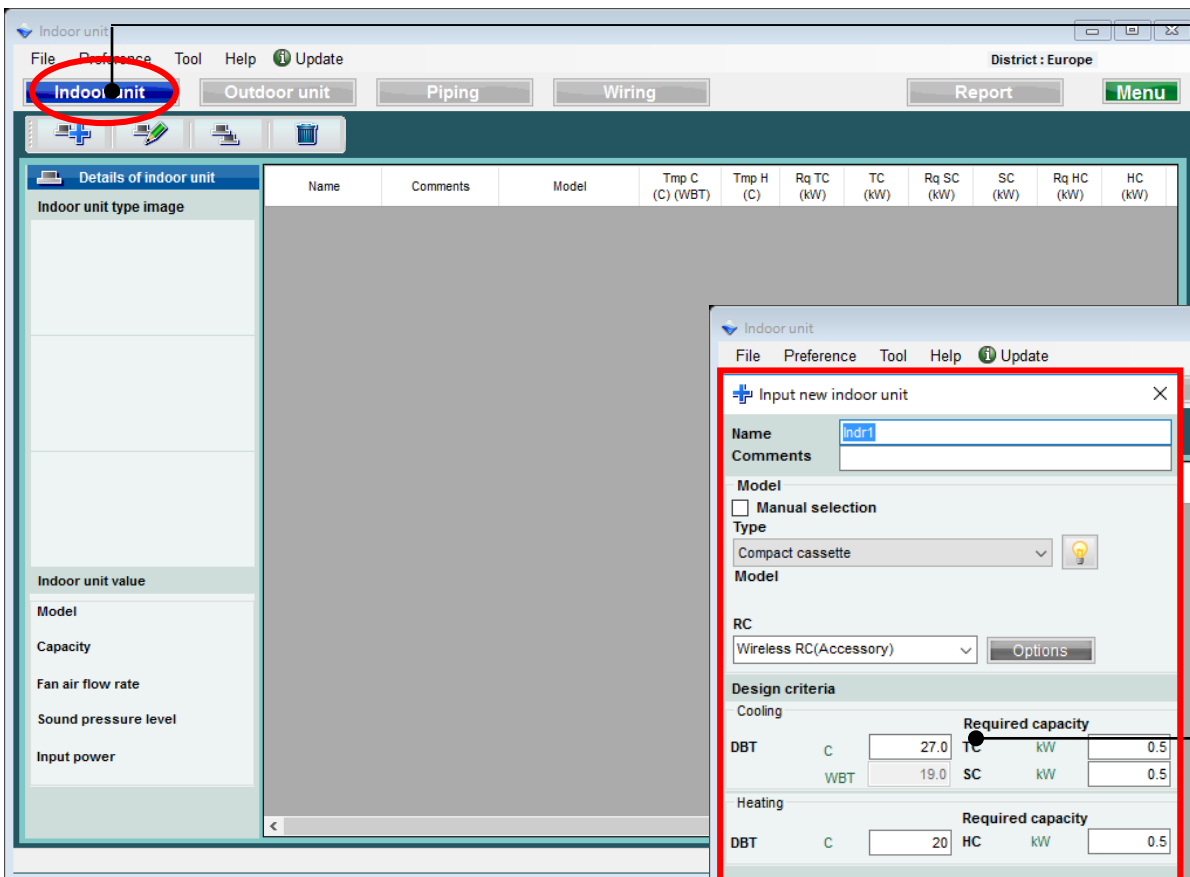 Indoor unit
File Preference Tool Help Update District : Europe
Indoor unit Outdoor unit Piping Wiring Report Menu
Details of indoor unit
Indoor unit type image
Name Comments Model Tmp C (C) (WBT) Tmp H (C) Rq TC (kW) TC (kW) Rq SC (kW) SC (kW) Rq HC (kW) HC (kW)
Indoor unit value
Model
Capacity
Fan air flow rate
Sound pressure level
Input power
Indoor unit
File Preference Tool Help Update
Input new indoor unit
Name Indr1
Comments
Model
Manual selection
Type
Compact cassette
Model
RC
Wireless RC(Accessory) Options
Design criteria
Cooling
Required capacity
DBT C 27.0 TC kW 0.5
WBT 19.0 SC kW 0.5
Heating
Required capacity
DBT C 20 HC kW 0.5